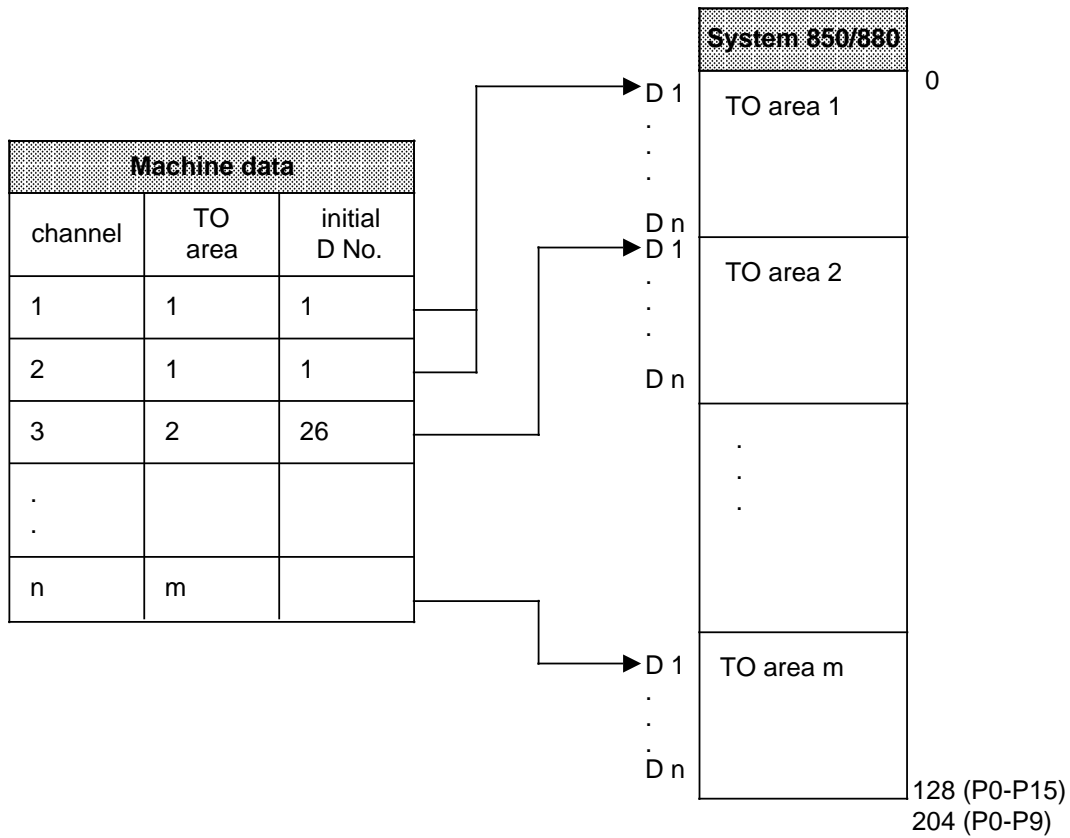 Machine data
channel TO area initial D No.
1 1 1
2 1 1
3 2 26
.
.
n m
System 850/880
0
D 1 TO area 1
.
.
.
D n
D 1 TO area 2
.
.
.
D n
.
.
.
D 1 TO area m
.
.
.
D n
128 (P0-P15)
204 (P0-P9)